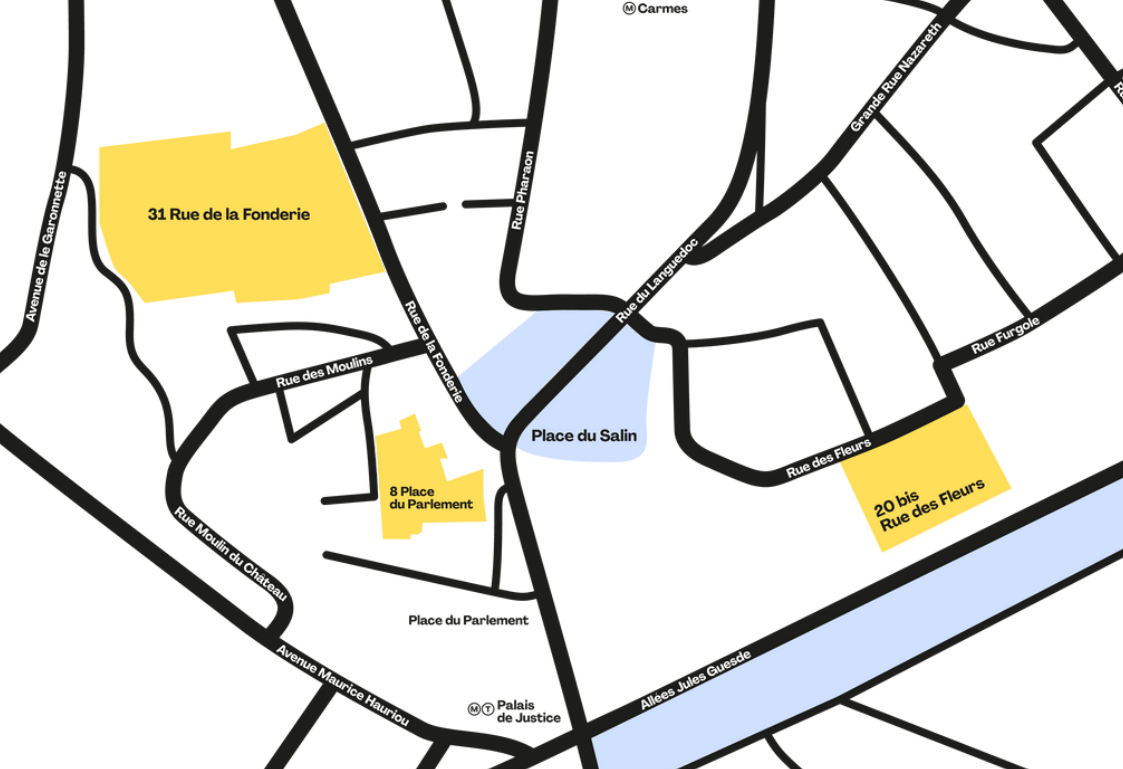 Ⓜ Carmes
Grande Rue Nazareth
31 Rue de la Fonderie
Avenue de le Garonnette
Rue Pharaon
Rue du Languedoc
Rue de la Fonderie
Rue Furgole
Rue des Moulins
Place du Salin
Rue des Fleurs
8 Place
du Parlement
20 bis
Rue des Fleurs
Rue Moulin du Château
Place du Parlement
Avenue Maurice Hauriou
Allées Jules Guesde
Ⓜ Ⓣ Palais
de Justice